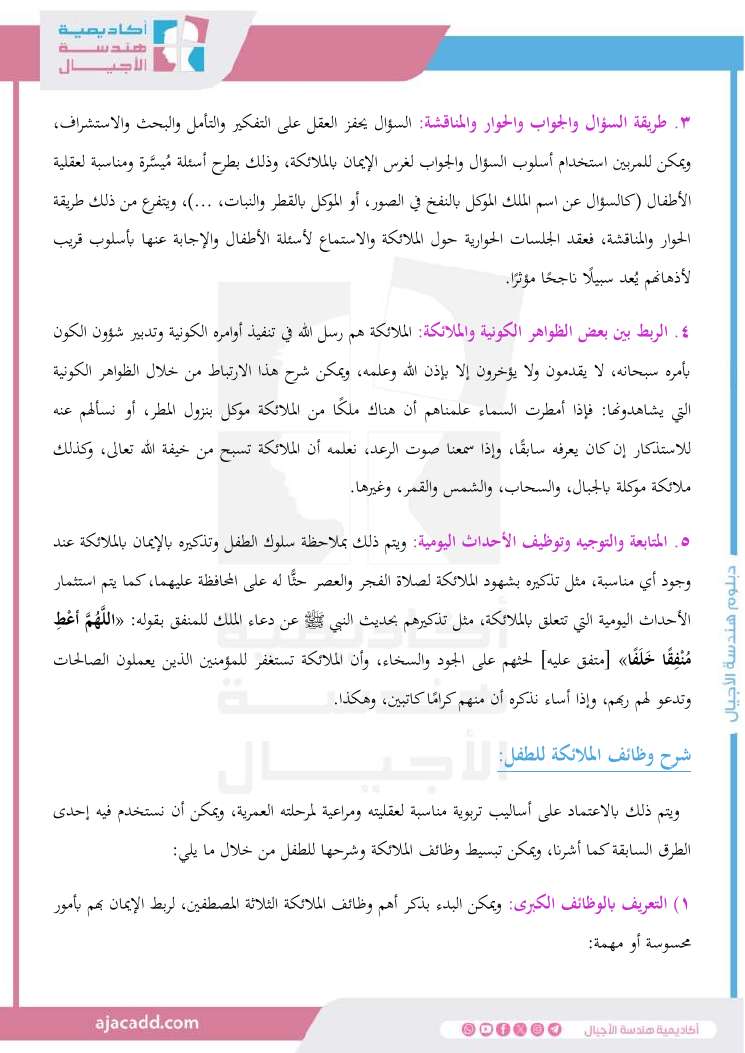 أكاديمية
هندسة
الأجيال
٣. طريقة السؤال والجواب والحوار والمناقشة: السؤال يحفز العقل على التفكير والتأمل والبحث والاستشراف،
ويمكن للمربين استخدام أسلوب السؤال والجواب لغرس الإيمان بالملائكة، وذلك بطرح أسئلة مُيسَّرة ومناسبة لعقلية
الأطفال (كالسؤال عن اسم الملك الموكل بالنفخ في الصور، أو الموكل بالقطر والنبات، ...)، ويتفرع من ذلك طريقة
الحوار والمناقشة، فعقد الجلسات الحوارية حول الملائكة والاستماع لأسئلة الأطفال والإجابة عنها بأسلوب قريب
لأذهانهم يُعد سبيلًا ناجحًا مؤثرًا.
٤. الربط بين بعض الظواهر الكونية والملائكة: الملائكة هم رسل الله في تنفيذ أوامره الكونية وتدبير شؤون الكون
بأمره سبحانه، لا يقدمون ولا يؤخرون إلا بإذن الله وعلمه، ويمكن شرح هذا الارتباط من خلال الظواهر الكونية
التي يشاهدونها: فإذا أمطرت السماء علمناهم أن هناك ملكًا من الملائكة موكل بنزول المطر، أو نسألهم عنه
للاستذكار إن كان يعرفه سابقًا، وإذا سمعنا صوت الرعد، نعلمه أن الملائكة تسبح من خيفة الله تعالى، وكذلك
ملائكة موكلة بالجبال، والسحاب، والشمس والقمر، وغيرها.
٥. المتابعة والتوجيه وتوظيف الأحداث اليومية: ويتم ذلك بملاحظة سلوك الطفل وتذكيره بالإيمان بالملائكة عند
وجود أي مناسبة، مثل تذكيره بشهود الملائكة لصلاة الفجر والعصر حثًّا له على المحافظة عليهما، كما يتم استثمار
الأحداث اليومية التي تتعلق بالملائكة، مثل تذكيرهم بحديث النبي ﷺ عن دعاء الملك للمنفق بقوله: «اللَّهُمَّ أعْطِ
مُنْفِقًا خَلَفًا» [متفق عليه] لحثهم على الجود والسخاء، وأن الملائكة تستغفر للمؤمنين الذين يعملون الصالحات
وتدعو لهم ربهم، وإذا أساء نذكره أن منهم كرامًا كاتبين، وهكذا.
شرح وظائف الملائكة للطفل:
ويتم ذلك بالاعتماد على أساليب تربوية مناسبة لعقليته ومراعية لمرحلته العمرية، ويمكن أن نستخدم فيه إحدى
الطرق السابقة كما أشرنا، ويمكن تبسيط وظائف الملائكة وشرحها للطفل من خلال ما يلي:
١) التعريف بالوظائف الكبرى: ويمكن البدء بذكر أهم وظائف الملائكة الثلاثة المصطفين، لربط الإيمان بهم بأمور
محسوسة أو مهمة:
دبلوم هندسة الأجيال
أكاديمية
هندسة
الأجيال
أكاديمية هندسة الأجيال
ajacadd.com